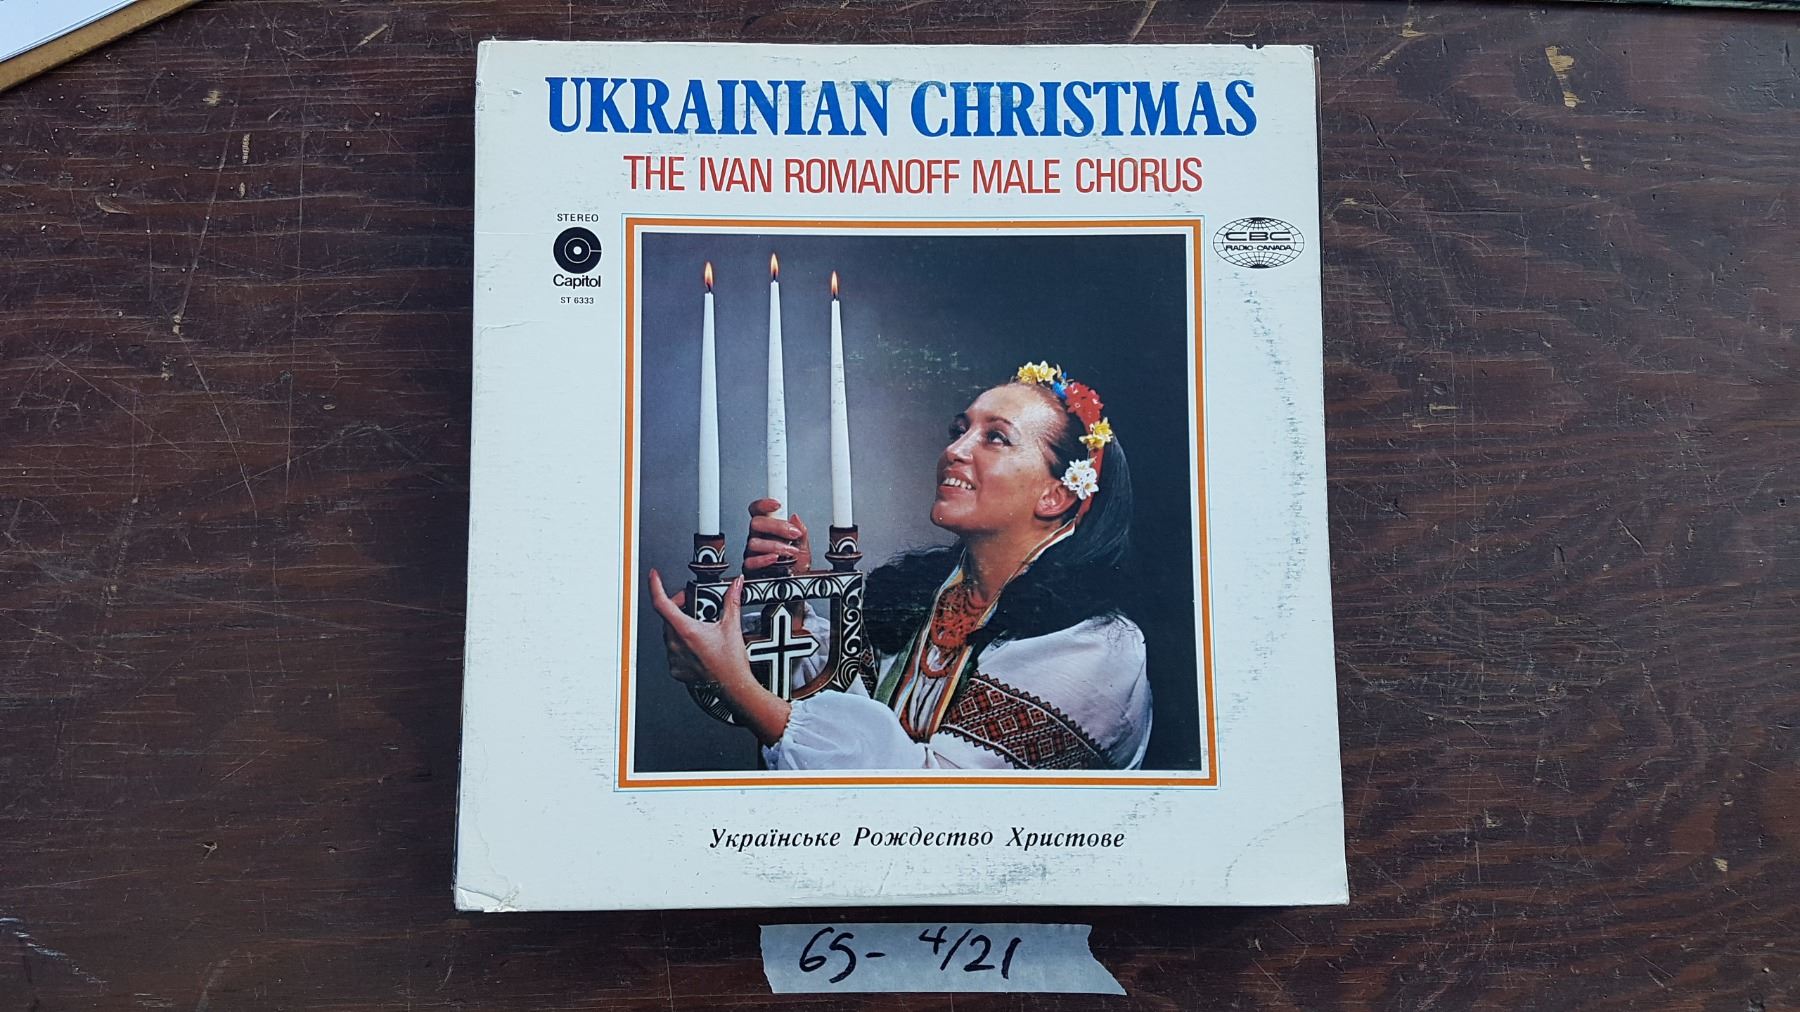 UKRAINIAN CHRISTMAS
THE IVAN ROMANOFF MALE CHORUS
STEREO
Capitol
ST 6333
CBC
RADIO-CANADA
Українське Рождество Христове
65- 4/21